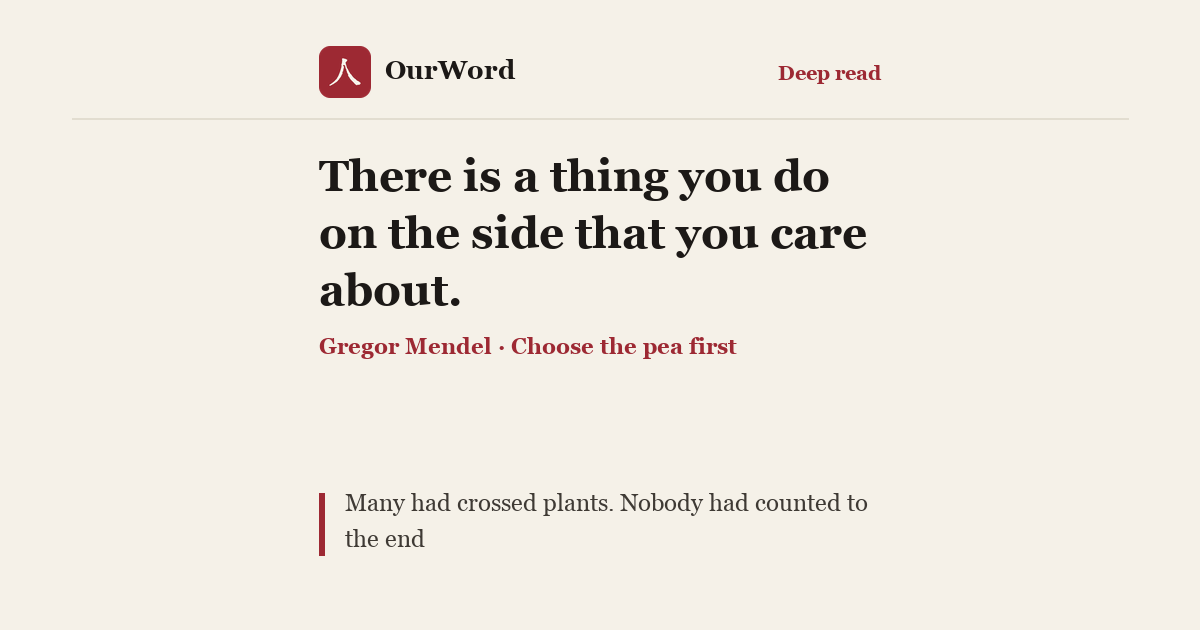 人 OurWord
Deep read
There is a thing you do
on the side that you care
about.
Gregor Mendel · Choose the pea first
Many had crossed plants. Nobody had counted to
the end